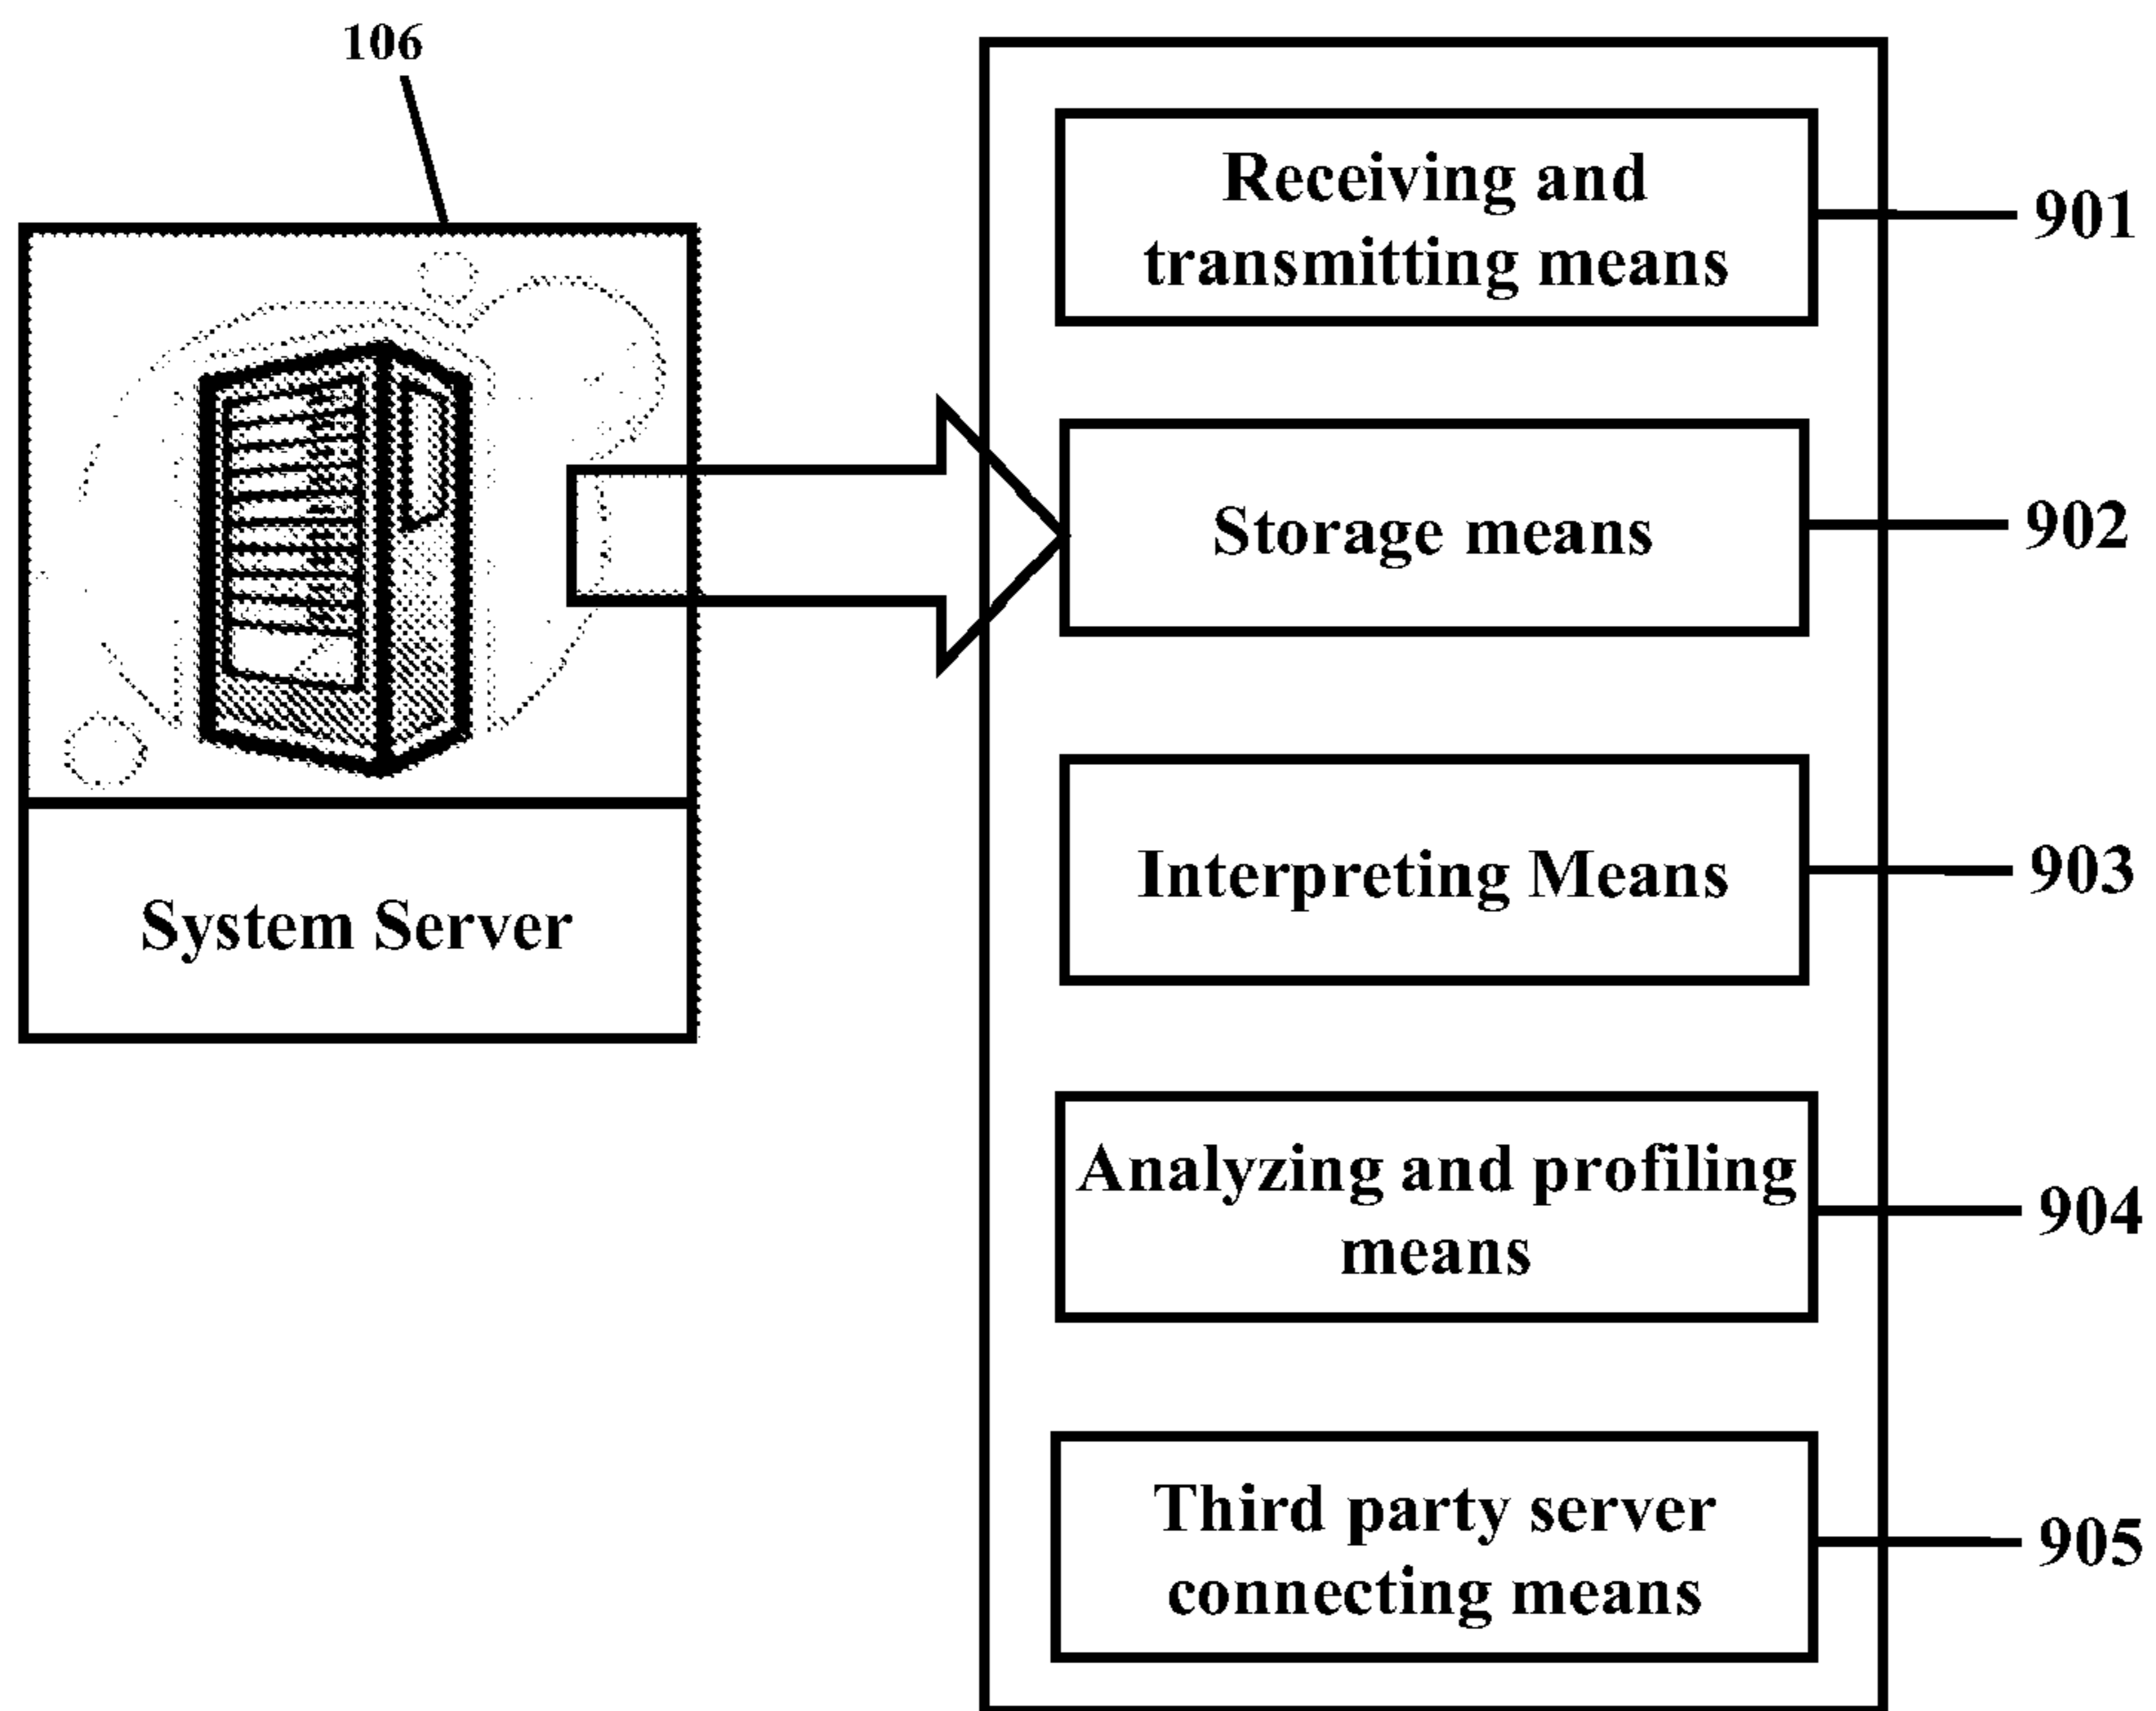 106
Receiving and
transmitting means
901
Storage means
902
Interpreting Means
903
System Server
Analyzing and profiling
means
904
Third party server
connecting means
905